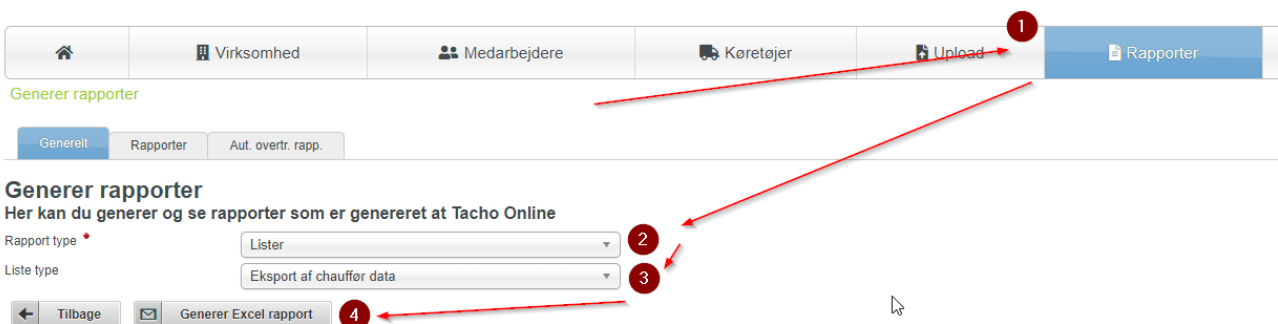 1
Virksomhed Medarbejdere Køretøjer Upload Rapporter
Generer rapporter
Generelt Rapporter Aut. overtr. rapp.
Generer rapporter
Her kan du generer og se rapporter som er genereret at Tacho Online
Rapport type Lister 2
Liste type Eksport af chauffør data 3
Tilbage Generer Excel rapport 4